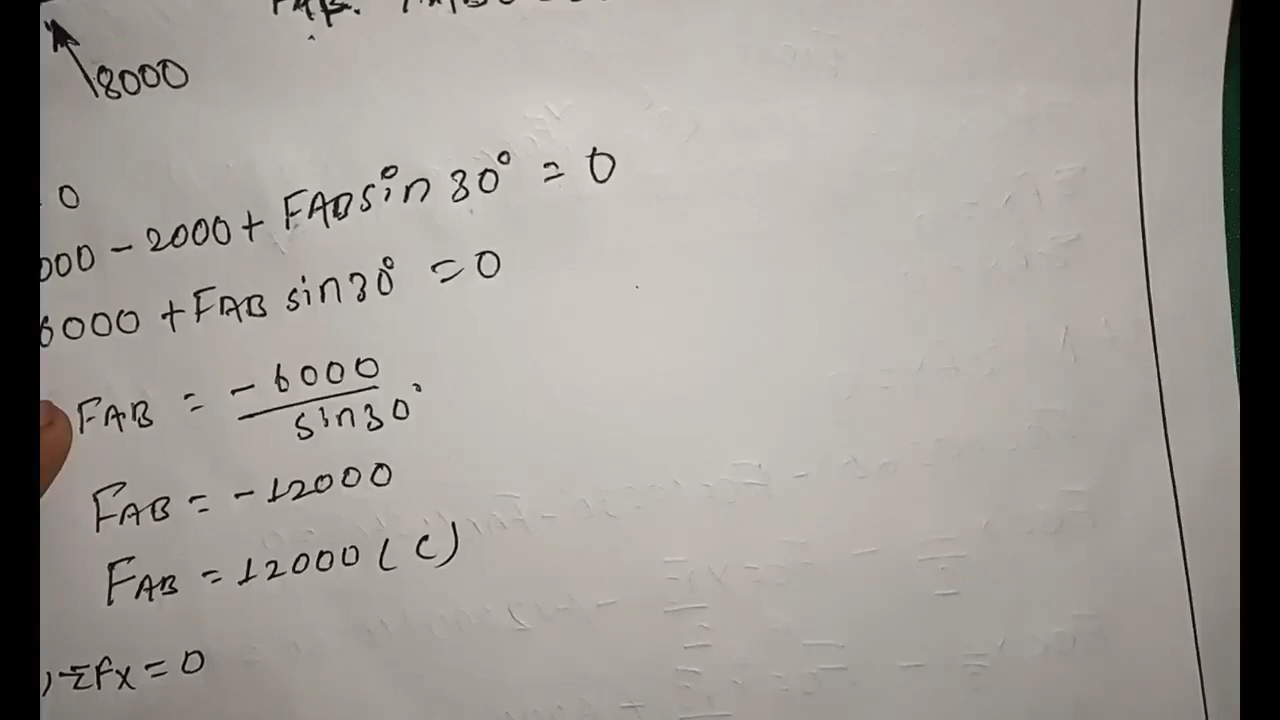 8000
0
000 - 2000 + FAB sin 30° = 0
6000 + FAB sin 30° = 0
FAB = -6000 / sin 30°
FAB = -12000
FAB = 12000 (C)
) ΣFx = 0